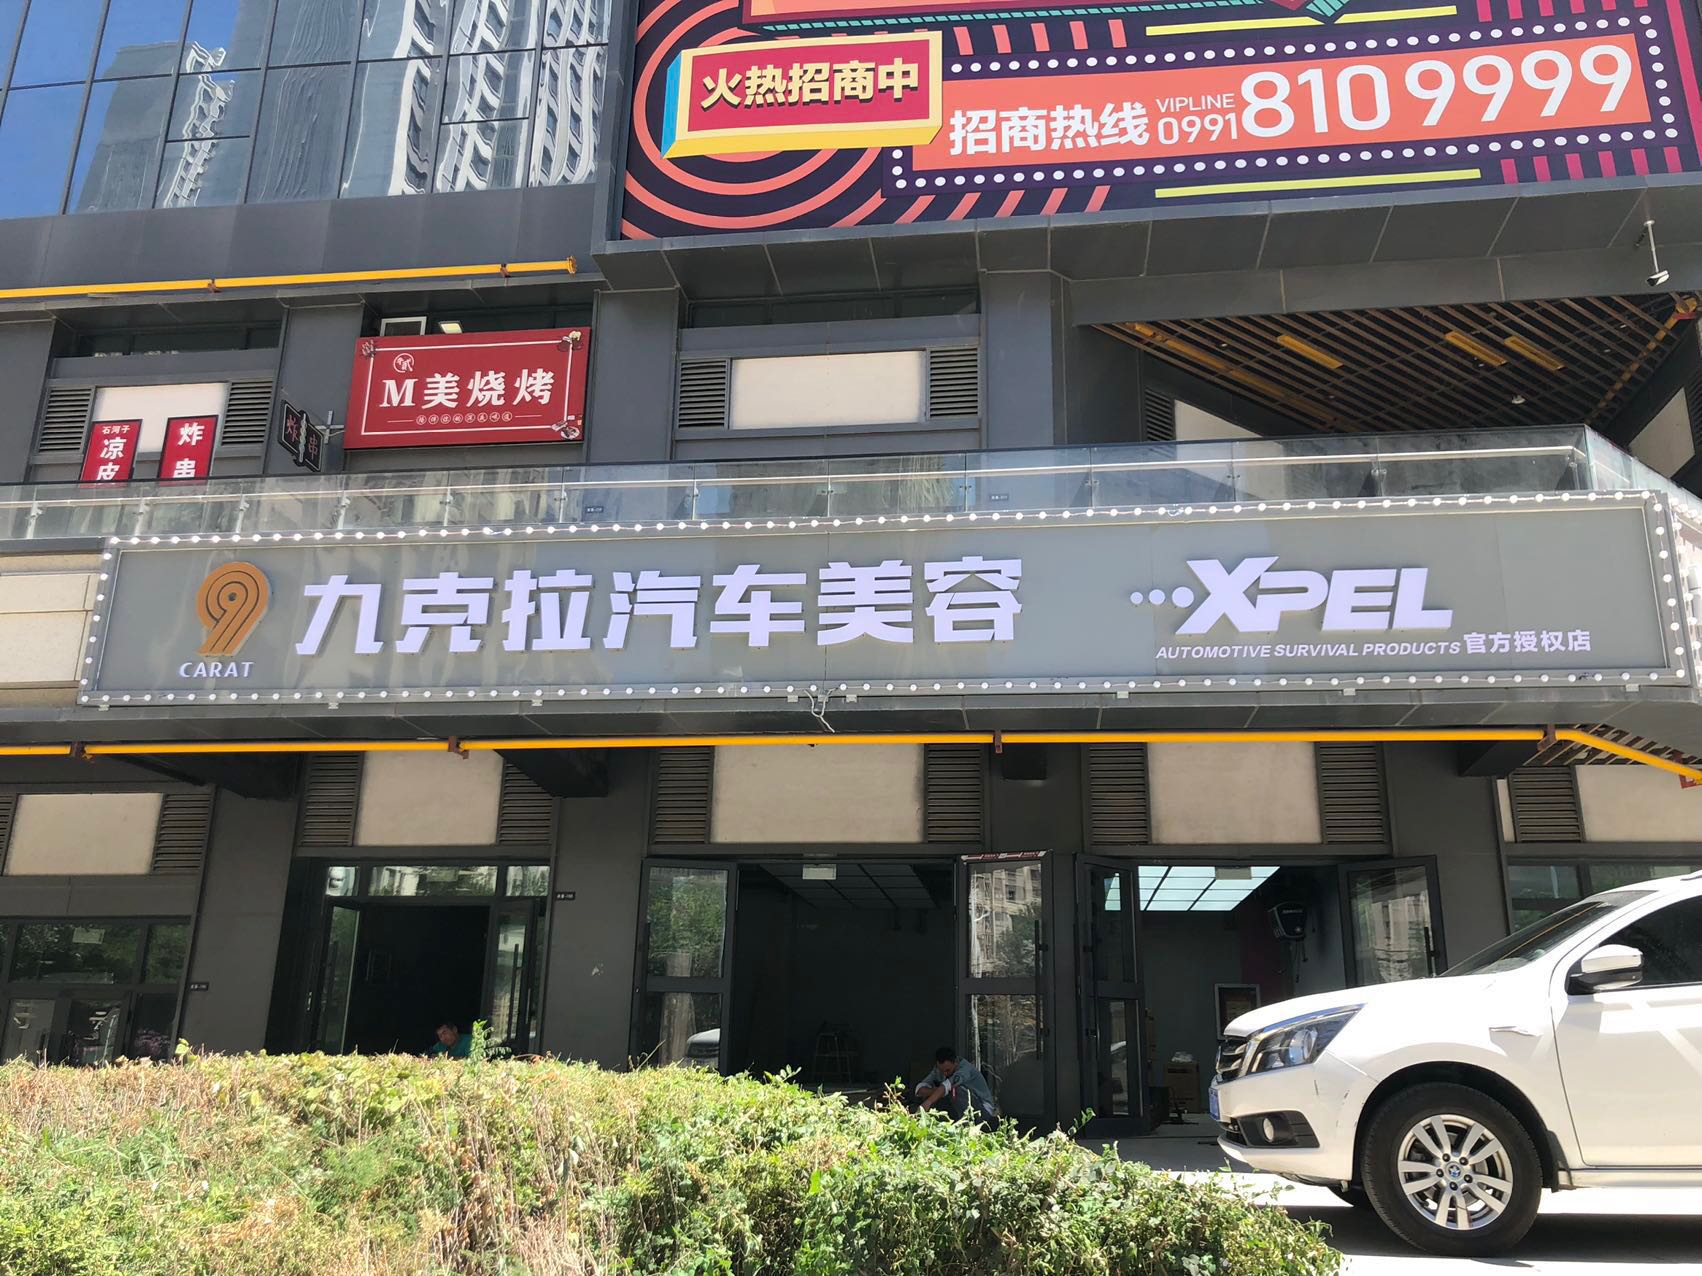 火热招商中
招商热线
VIPLINE
0991
810 9999
M美烧烤
石河子
凉皮
炸串
炸串
9
CARAT
九克拉汽车美容
XPEL
AUTOMOTIVE SURVIVAL PRODUCTS 官方授权店